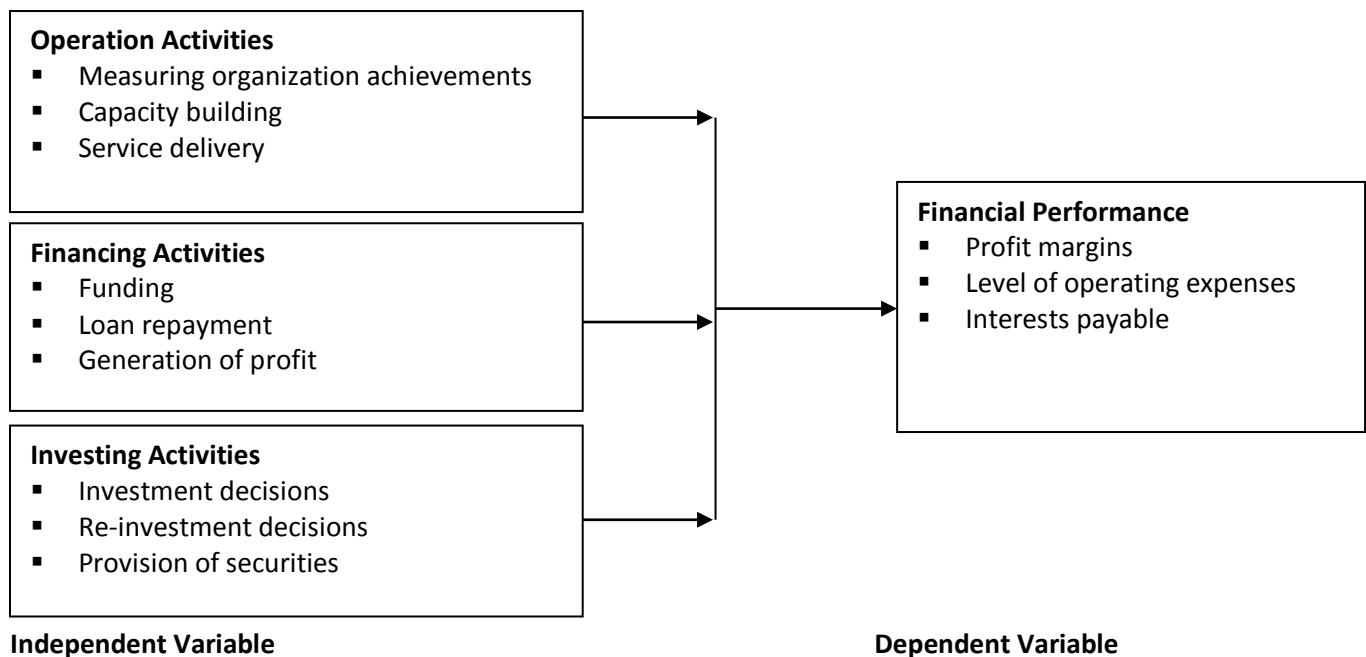 Operation Activities
▪ Measuring organization achievements
▪ Capacity building
▪ Service delivery
Financing Activities
▪ Funding
▪ Loan repayment
▪ Generation of profit
Investing Activities
▪ Investment decisions
▪ Re-investment decisions
▪ Provision of securities
Financial Performance
▪ Profit margins
▪ Level of operating expenses
▪ Interests payable
Independent Variable
Dependent Variable